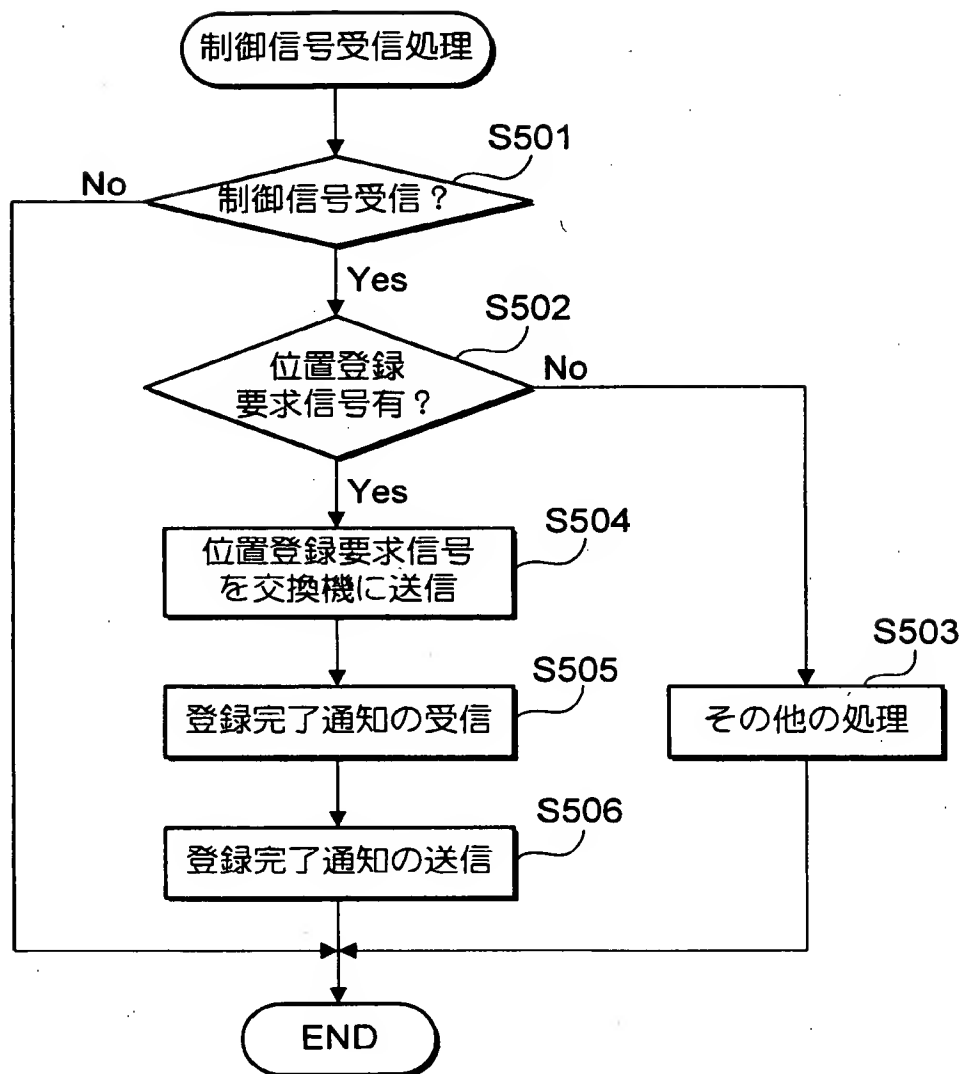 制御信号受信処理
S501
No
制御信号受信？
Yes
S502
位置登録
要求信号有？
No
Yes
S504
位置登録要求信号
を交換機に送信
S503
S505
登録完了通知の受信
その他の処理
S506
登録完了通知の送信
END